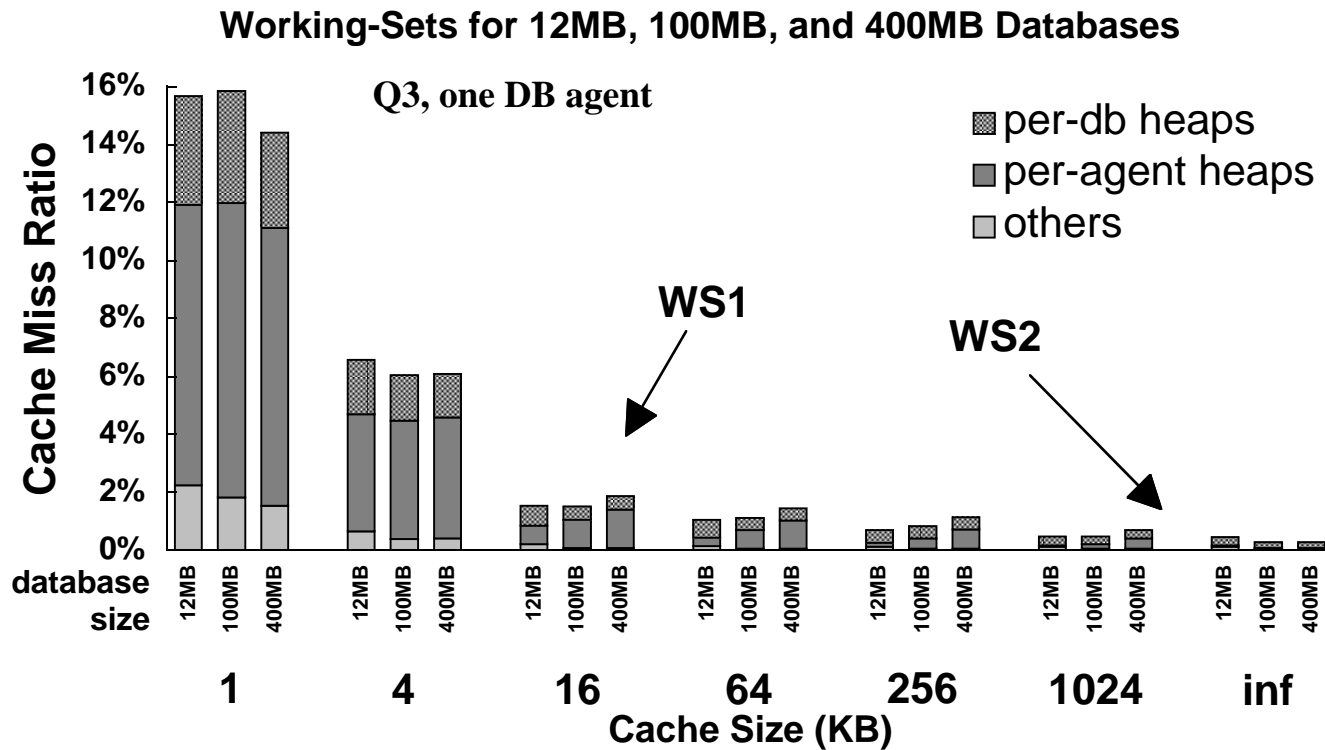 Working-Sets for 12MB, 100MB, and 400MB Databases
Q3, one DB agent
per-db heaps
per-agent heaps
others
Cache Miss Ratio
16%
14%
12%
10%
8%
6%
4%
2%
0%
WS1
WS2
database
size
12MB 100MB 400MB 12MB 100MB 400MB 12MB 100MB 400MB 12MB 100MB 400MB 12MB 100MB 400MB 12MB 100MB 400MB 12MB 100MB 400MB
1 4 16 64 256 1024 inf
Cache Size (KB)